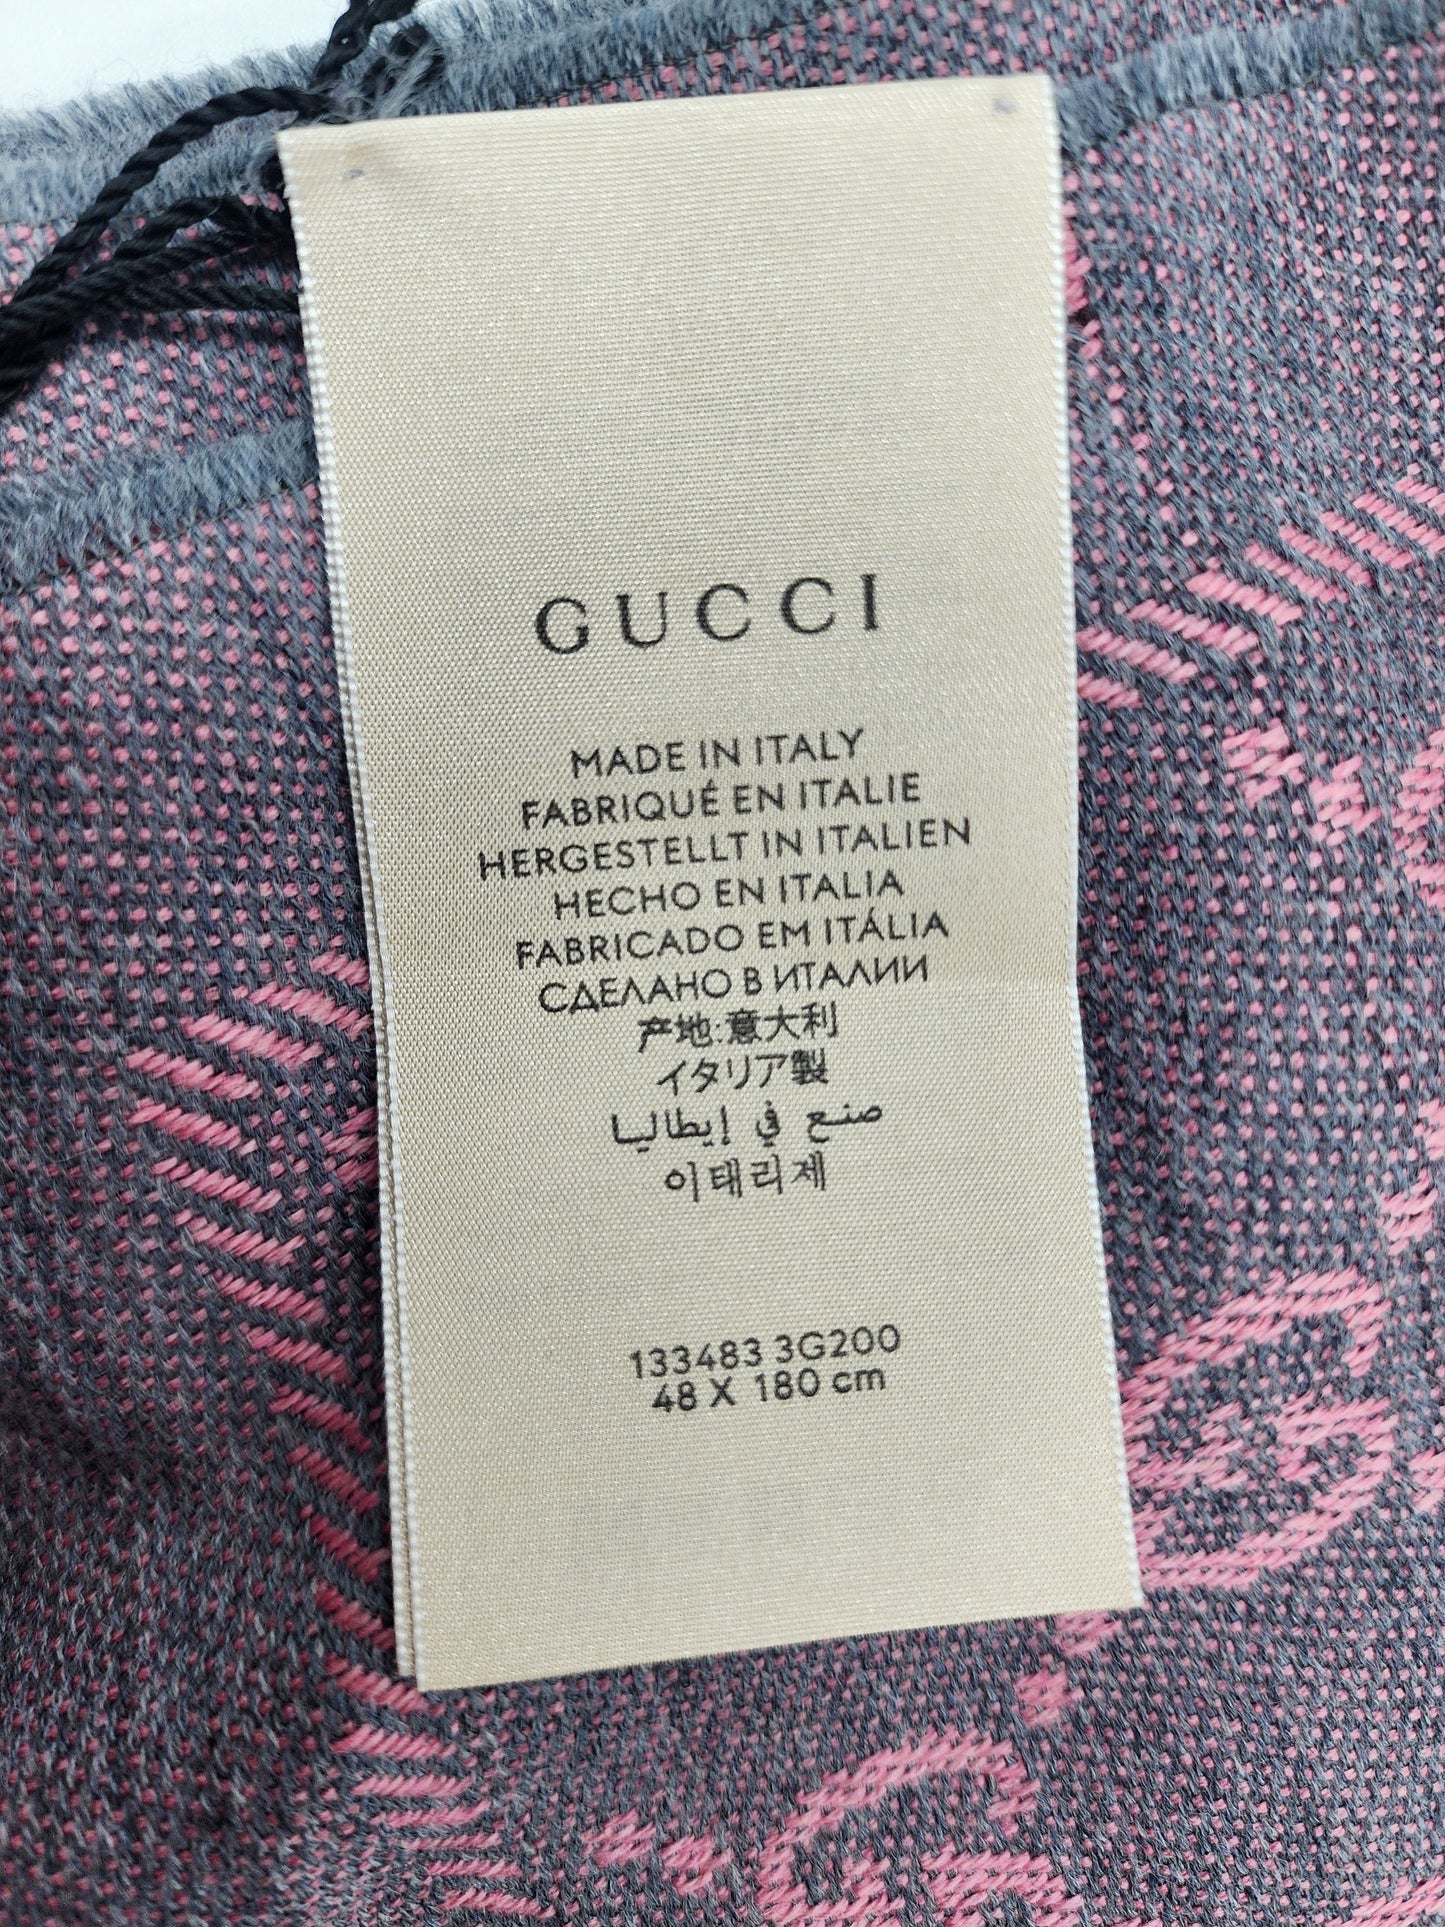 GUCCI
MADE IN ITALY
FABRIQUÉ EN ITALIE
HERGESTELLT IN ITALIEN
HECHO EN ITALIA
FABRICADO EM ITÁLIA
СДЕЛАНО В ИТАЛИИ
产地:意大利
イタリア製
صنع في إيطاليا
이태리제
133483 3G200
48 X 180 cm